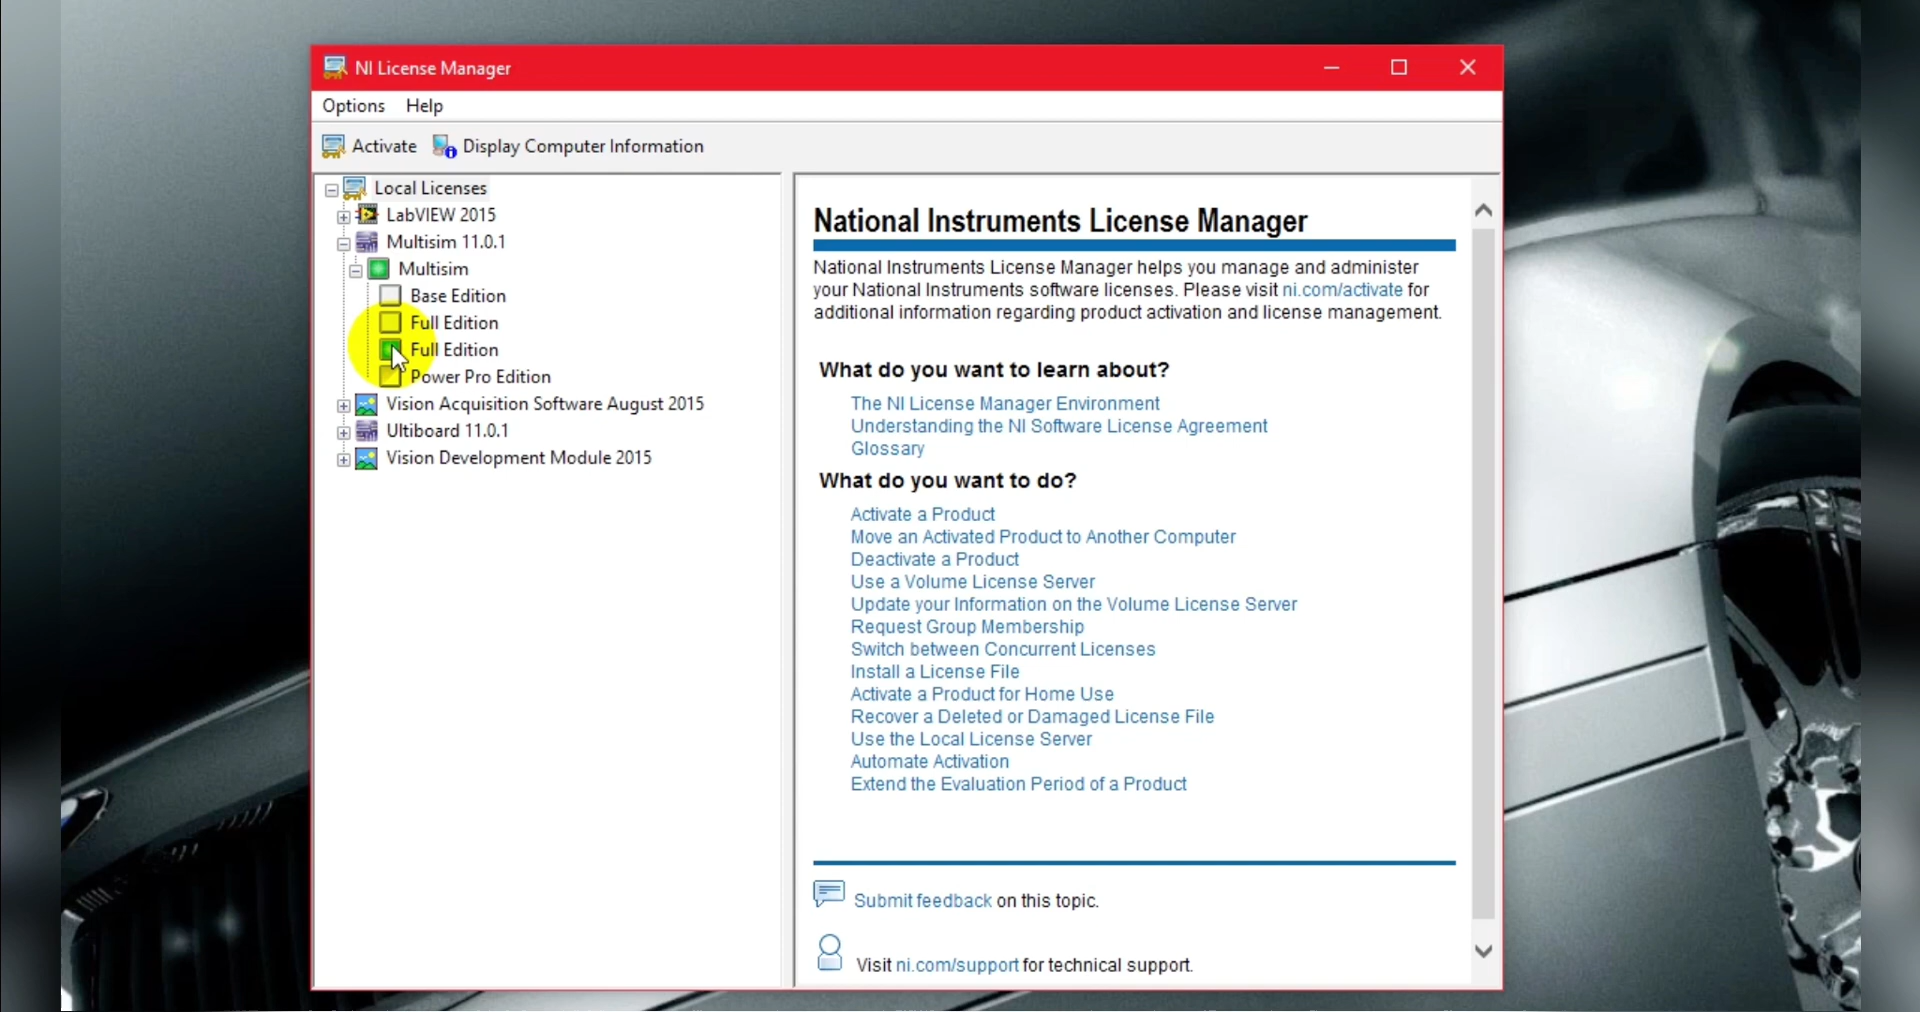 NI License Manager
Options Help
Activate Display Computer Information
Local Licenses
LabVIEW 2015
Multisim 11.0.1
Multisim
Base Edition
Full Edition
Full Edition
Power Pro Edition
Vision Acquisition Software August 2015
Ultiboard 11.0.1
Vision Development Module 2015
National Instruments License Manager
National Instruments License Manager helps you manage and administer
your National Instruments software licenses. Please visit ni.com/activate for
additional information regarding product activation and license management.
What do you want to learn about?
The NI License Manager Environment
Understanding the NI Software License Agreement
Glossary
What do you want to do?
Activate a Product
Move an Activated Product to Another Computer
Deactivate a Product
Use a Volume License Server
Update your Information on the Volume License Server
Request Group Membership
Switch between Concurrent Licenses
Install a License File
Activate a Product for Home Use
Recover a Deleted or Damaged License File
Use the Local License Server
Automate Activation
Extend the Evaluation Period of a Product
Submit feedback on this topic.
Visit ni.com/support for technical support.